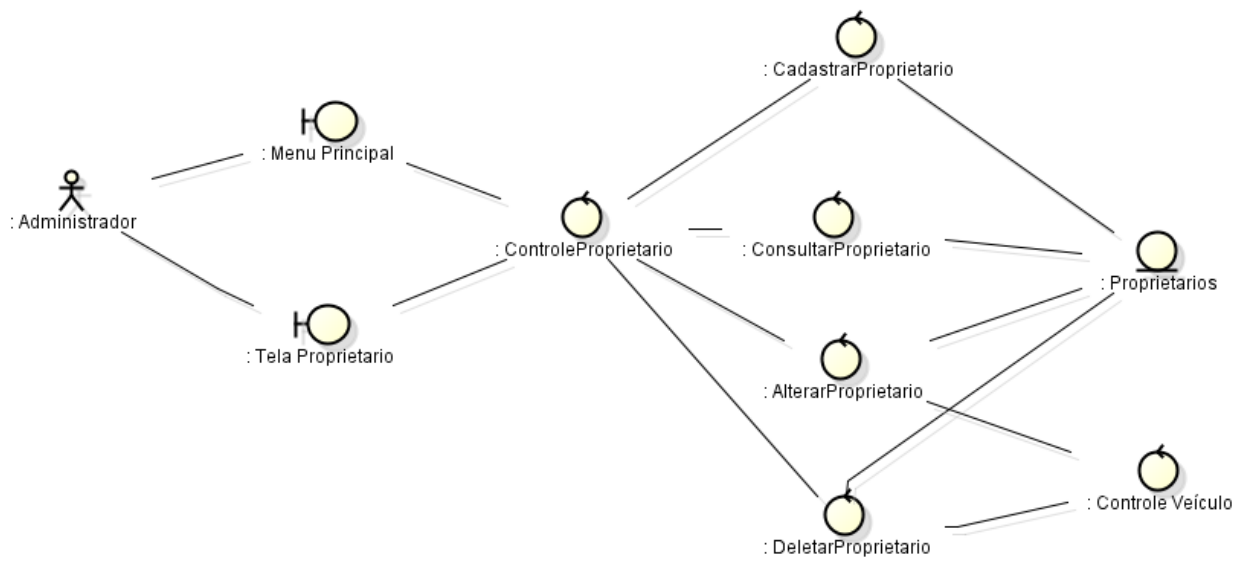 : CadastrarProprietario
: Menu Principal
: Administrador
: ControleProprietario
: ConsultarProprietario
: Proprietarios
: Tela Proprietario
: AlterarProprietario
: Controle Veículo
: DeletarProprietario